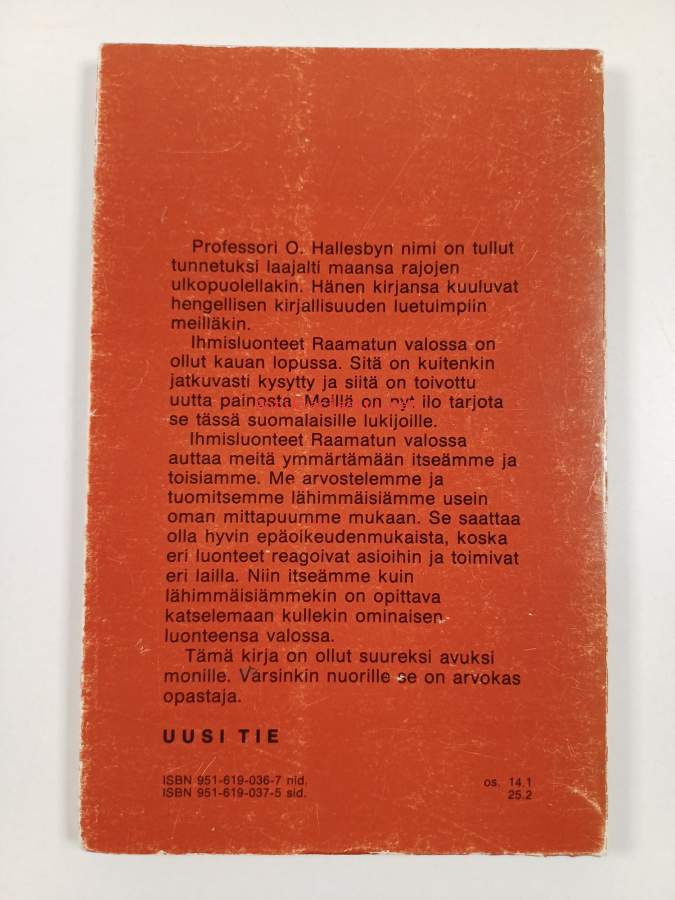 Professori O. Hallesbyn nimi on tullut
tunnetuksi laajalti maansa rajojen
ulkopuolellakin. Hänen kirjansa kuuluvat
hengellisen kirjallisuuden luetuimpiin
meilläkin.
Ihmisluonteet Raamatun valossa on
ollut kauan lopussa. Sitä on kuitenkin
jatkuvasti kysytty ja siitä on toivottu
uutta painosta. Meillä on nyt ilo tarjota
se tässä suomalaisille lukijoille.
Ihmisluonteet Raamatun valossa
auttaa meitä ymmärtämään itseämme ja
toisiamme. Me arvostelemme ja
tuomitsemme lähimmäisiämme usein
oman mittapuumme mukaan. Se saattaa
olla hyvin epäoikeudenmukaista, koska
eri luonteet reagoivat asioihin ja toimivat
eri lailla. Niin itseämme kuin
lähimmäisiämmekin on opittava
katselemaan kullekin ominaisen
luonteensa valossa.
Tämä kirja on ollut suureksi avuksi
monille. Varsinkin nuorille se on arvokas
opastaja.
UUSI TIE
ISBN 951-619-036-7 nid. os. 14.1
ISBN 951-619-037-5 sid. 25.2